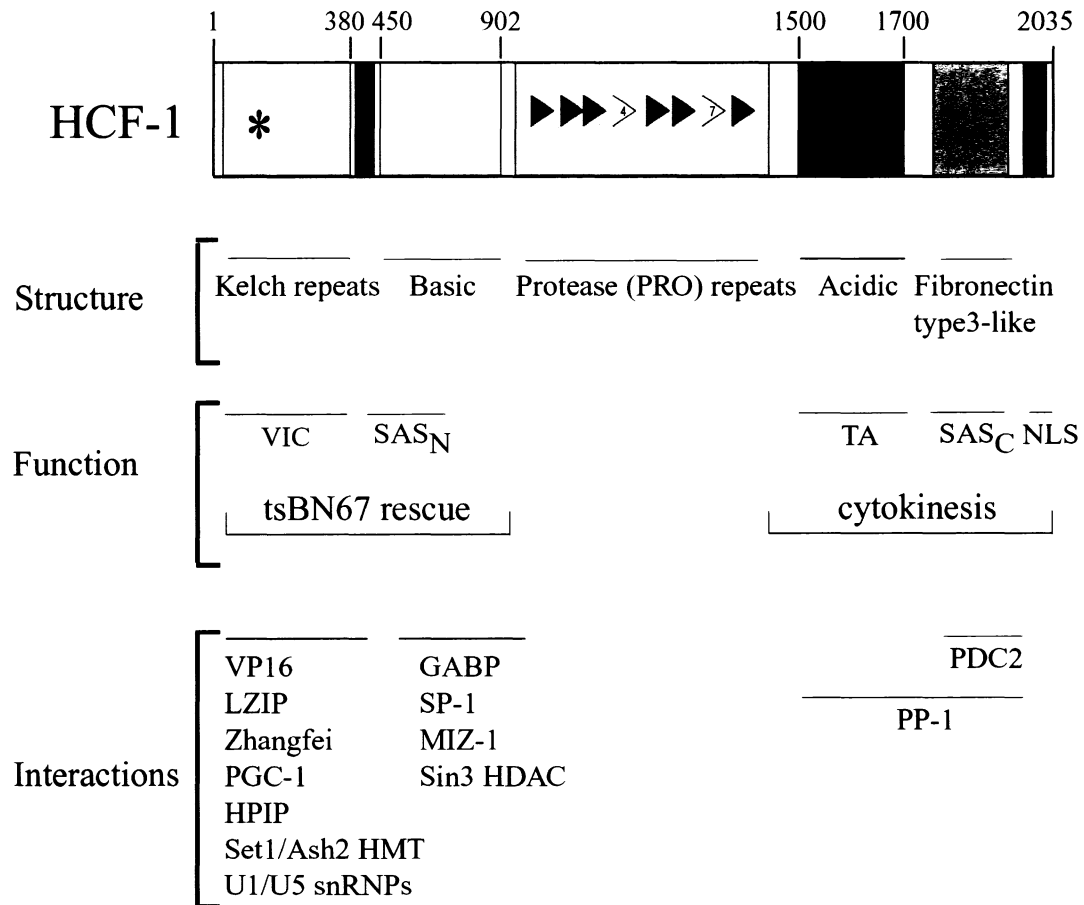 1 380 450 902 1500 1700 2035
HCF-1 * 4 7
Structure
Kelch repeats Basic Protease (PRO) repeats Acidic Fibronectin
type3-like
Function
VIC SASN TA SASC NLS
tsBN67 rescue cytokinesis
Interactions
VP16 GABP PDC2
LZIP SP-1 PP-1
Zhangfei MIZ-1
PGC-1 Sin3 HDAC
HPIP
Set1/Ash2 HMT
U1/U5 snRNPs